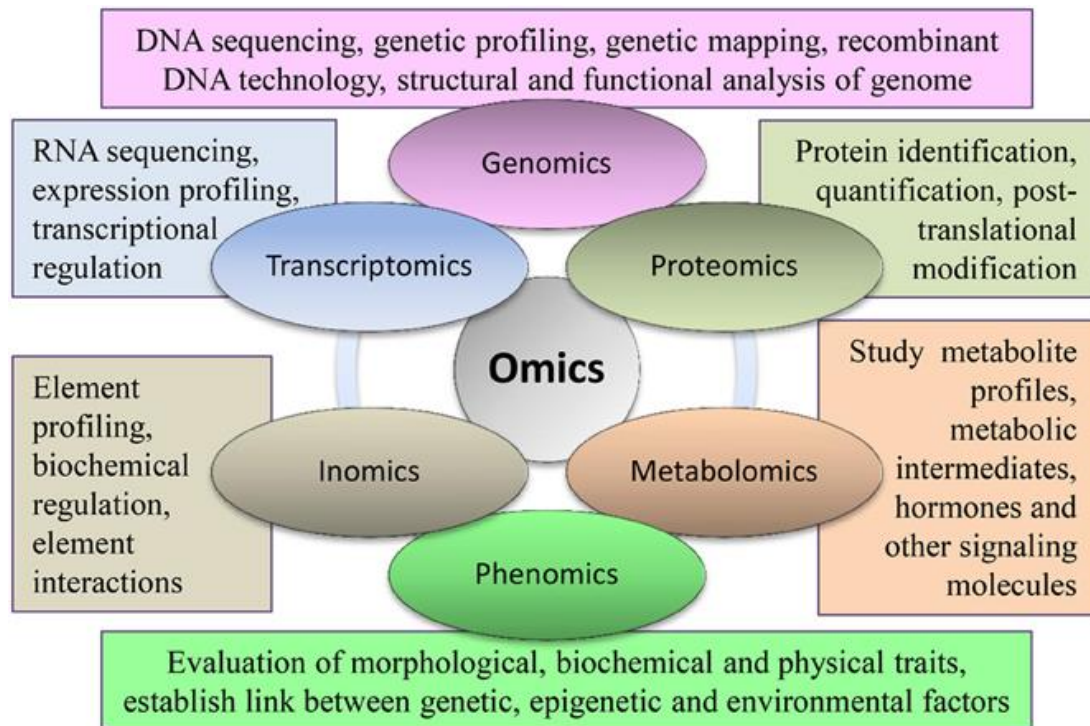 DNA sequencing, genetic profiling, genetic mapping, recombinant
DNA technology, structural and functional analysis of genome
Genomics
RNA sequencing,
expression profiling,
transcriptional
regulation
Transcriptomics
Protein identification,
quantification, post-
translational
modification
Proteomics
Omics
Element
profiling,
biochemical
regulation,
element
interactions
Inomics
Study metabolite
profiles,
metabolic
intermediates,
hormones and
other signaling
molecules
Metabolomics
Phenomics
Evaluation of morphological, biochemical and physical traits,
establish link between genetic, epigenetic and environmental factors